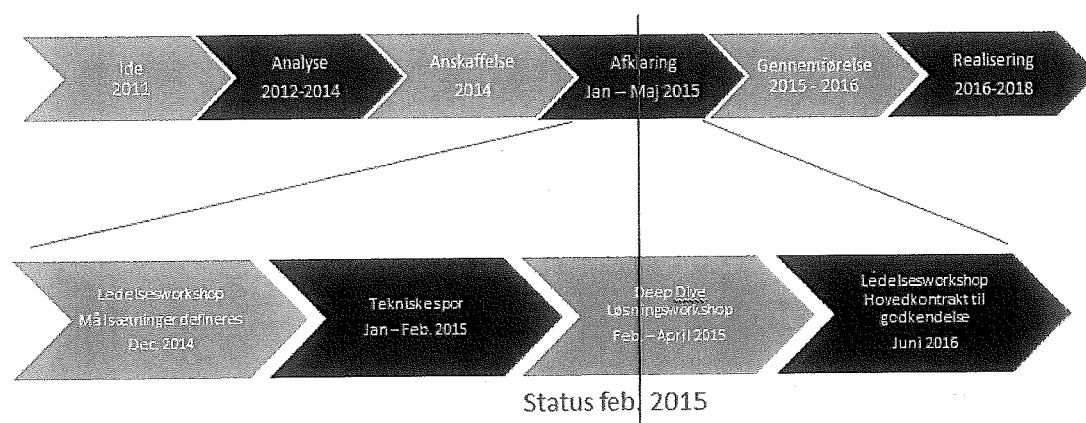 Ide
2011
Analyse
2012-2014
Anskaffelse
2014
Afklaring
Jan – Maj 2015
Gennemførelse
2015 - 2016
Realisering
2016-2018
Ledelsesworkshop
Målsætninger defineres
Dec. 2014
Tekniske spor
Jan – Feb. 2015
Deep Dive
Løsningsworkshop
Feb. – April 2015
Ledelsesworkshop
Hovedkontrakt til
godkendelse
Juni 2016
Status feb. 2015